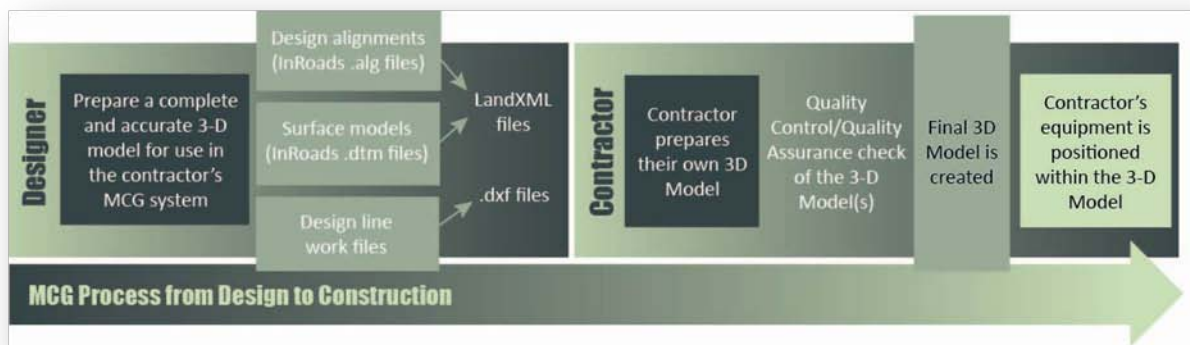 Designer
Prepare a complete
and accurate 3-D
model for use in
the contractor's
MCG system
Design alignments
(InRoads .alg files)
Surface models
(InRoads .dtm files)
Design line
work files
LandXML
files
.dxf files
Contractor
Contractor
prepares
their own 3D
Model
Quality
Control/Quality
Assurance check
of the 3-D
Model(s)
Final 3D
Model is
created
Contractor's
equipment is
positioned
within the 3-D
Model
MCG Process from Design to Construction